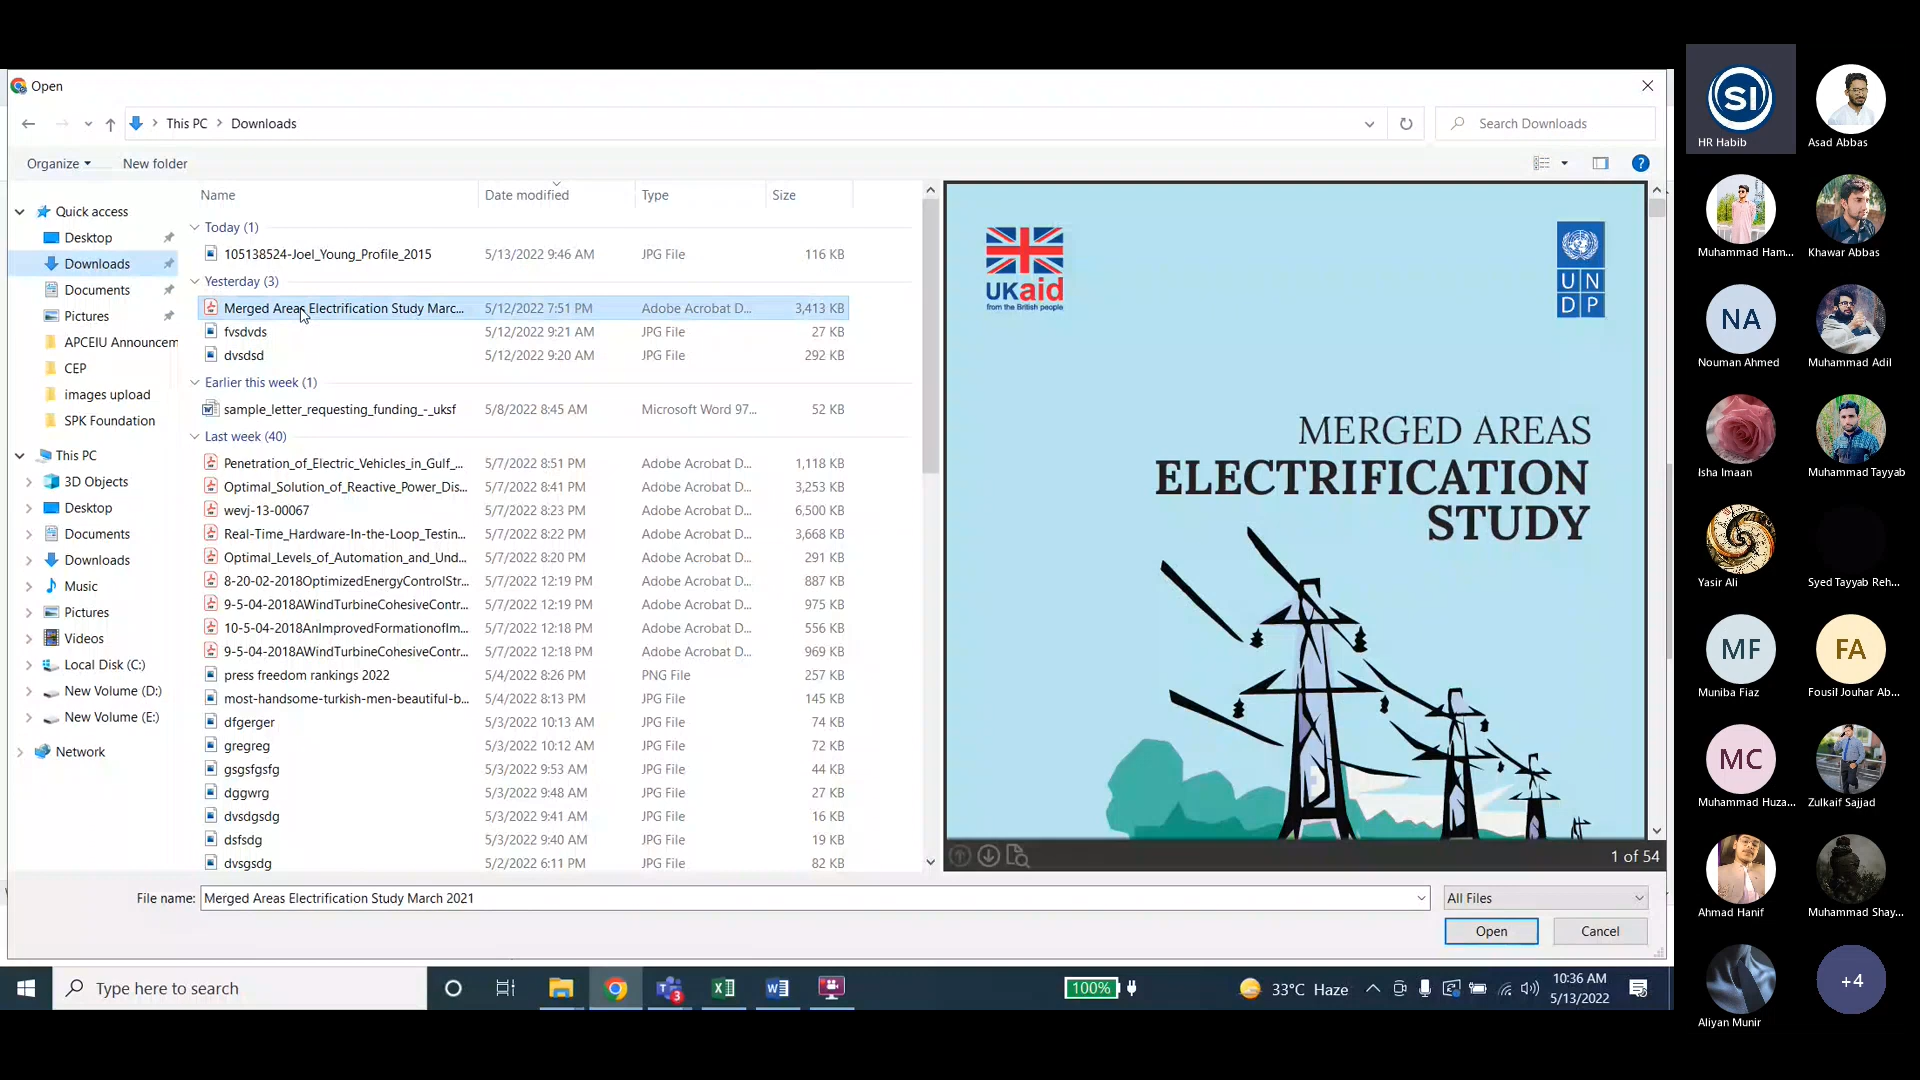 Open
This PC > Downloads
Search Downloads
Organize
New folder
Name
Date modified
Type
Size
Quick access
Desktop
Downloads
Documents
Pictures
APCEIU Announcem
CEP
images upload
SPK Foundation
This PC
3D Objects
Desktop
Documents
Downloads
Music
Pictures
Videos
Local Disk (C:)
New Volume (D:)
New Volume (E:)
Network
Today (1)
105138524-Joel_Young_Profile_2015 5/13/2022 9:46 AM JPG File 116 KB
Yesterday (3)
Merged Areas Electrification Study Marc... 5/12/2022 7:51 PM Adobe Acrobat D... 3,413 KB
fvsdvds 5/12/2022 9:21 AM JPG File 27 KB
dvsdsd 5/12/2022 9:20 AM JPG File 292 KB
Earlier this week (1)
sample_letter_requesting_funding_-_uksf 5/8/2022 8:45 AM Microsoft Word 97... 52 KB
Last week (40)
Penetration_of_Electric_Vehicles_in_Gulf_... 5/7/2022 8:51 PM Adobe Acrobat D... 1,118 KB
Optimal_Solution_of_Reactive_Power_Dis... 5/7/2022 8:41 PM Adobe Acrobat D... 3,253 KB
wevj-13-00067 5/7/2022 8:23 PM Adobe Acrobat D... 6,500 KB
Real-Time_Hardware-In-the-Loop_Testin... 5/7/2022 8:22 PM Adobe Acrobat D... 3,668 KB
Optimal_Levels_of_Automation_and_Und... 5/7/2022 8:20 PM Adobe Acrobat D... 291 KB
8-20-02-2018OptimizedEnergyControlStr... 5/7/2022 12:19 PM Adobe Acrobat D... 887 KB
9-5-04-2018AWindTurbineCohesiveContr... 5/7/2022 12:19 PM Adobe Acrobat D... 975 KB
10-5-04-2018AnImprovedFormationofIm... 5/7/2022 12:18 PM Adobe Acrobat D... 556 KB
9-5-04-2018AWindTurbineCohesiveContr... 5/7/2022 12:18 PM Adobe Acrobat D... 969 KB
press freedom rankings 2022 5/4/2022 8:26 PM PNG File 257 KB
most-handsome-turkish-men-beautiful-b... 5/4/2022 8:13 PM JPG File 145 KB
dfgerger 5/3/2022 10:13 AM JPG File 74 KB
gregreg 5/3/2022 10:12 AM JPG File 72 KB
gsgsfgsfg 5/3/2022 9:53 AM JPG File 44 KB
dggwrg 5/3/2022 9:48 AM JPG File 27 KB
dvsdgsdg 5/3/2022 9:41 AM JPG File 16 KB
dsfsdg 5/3/2022 9:40 AM JPG File 19 KB
dvsgsdg 5/2/2022 6:11 PM JPG File 82 KB
UKaid
from the British people
U N
D P
MERGED AREAS
ELECTRIFICATION
STUDY
1 of 54
File name: Merged Areas Electrification Study March 2021
All Files
Open
Cancel
Type here to search
3
100%
33°C Haze
10:36 AM
5/13/2022
SI
HR Habib
Asad Abbas
Muhammad Ham...
Khawar Abbas
NA
Nouman Ahmed
Muhammad Adil
Isha Imaan
Muhammad Tayyab
Yasir Ali
Syed Tayyab Reh...
MF
Muniba Fiaz
FA
Fousil Jouhar Ab...
MC
Muhammad Huza...
Zulkaif Sajjad
Ahmad Hanif
Muhammad Shay...
Aliyan Munir
+4